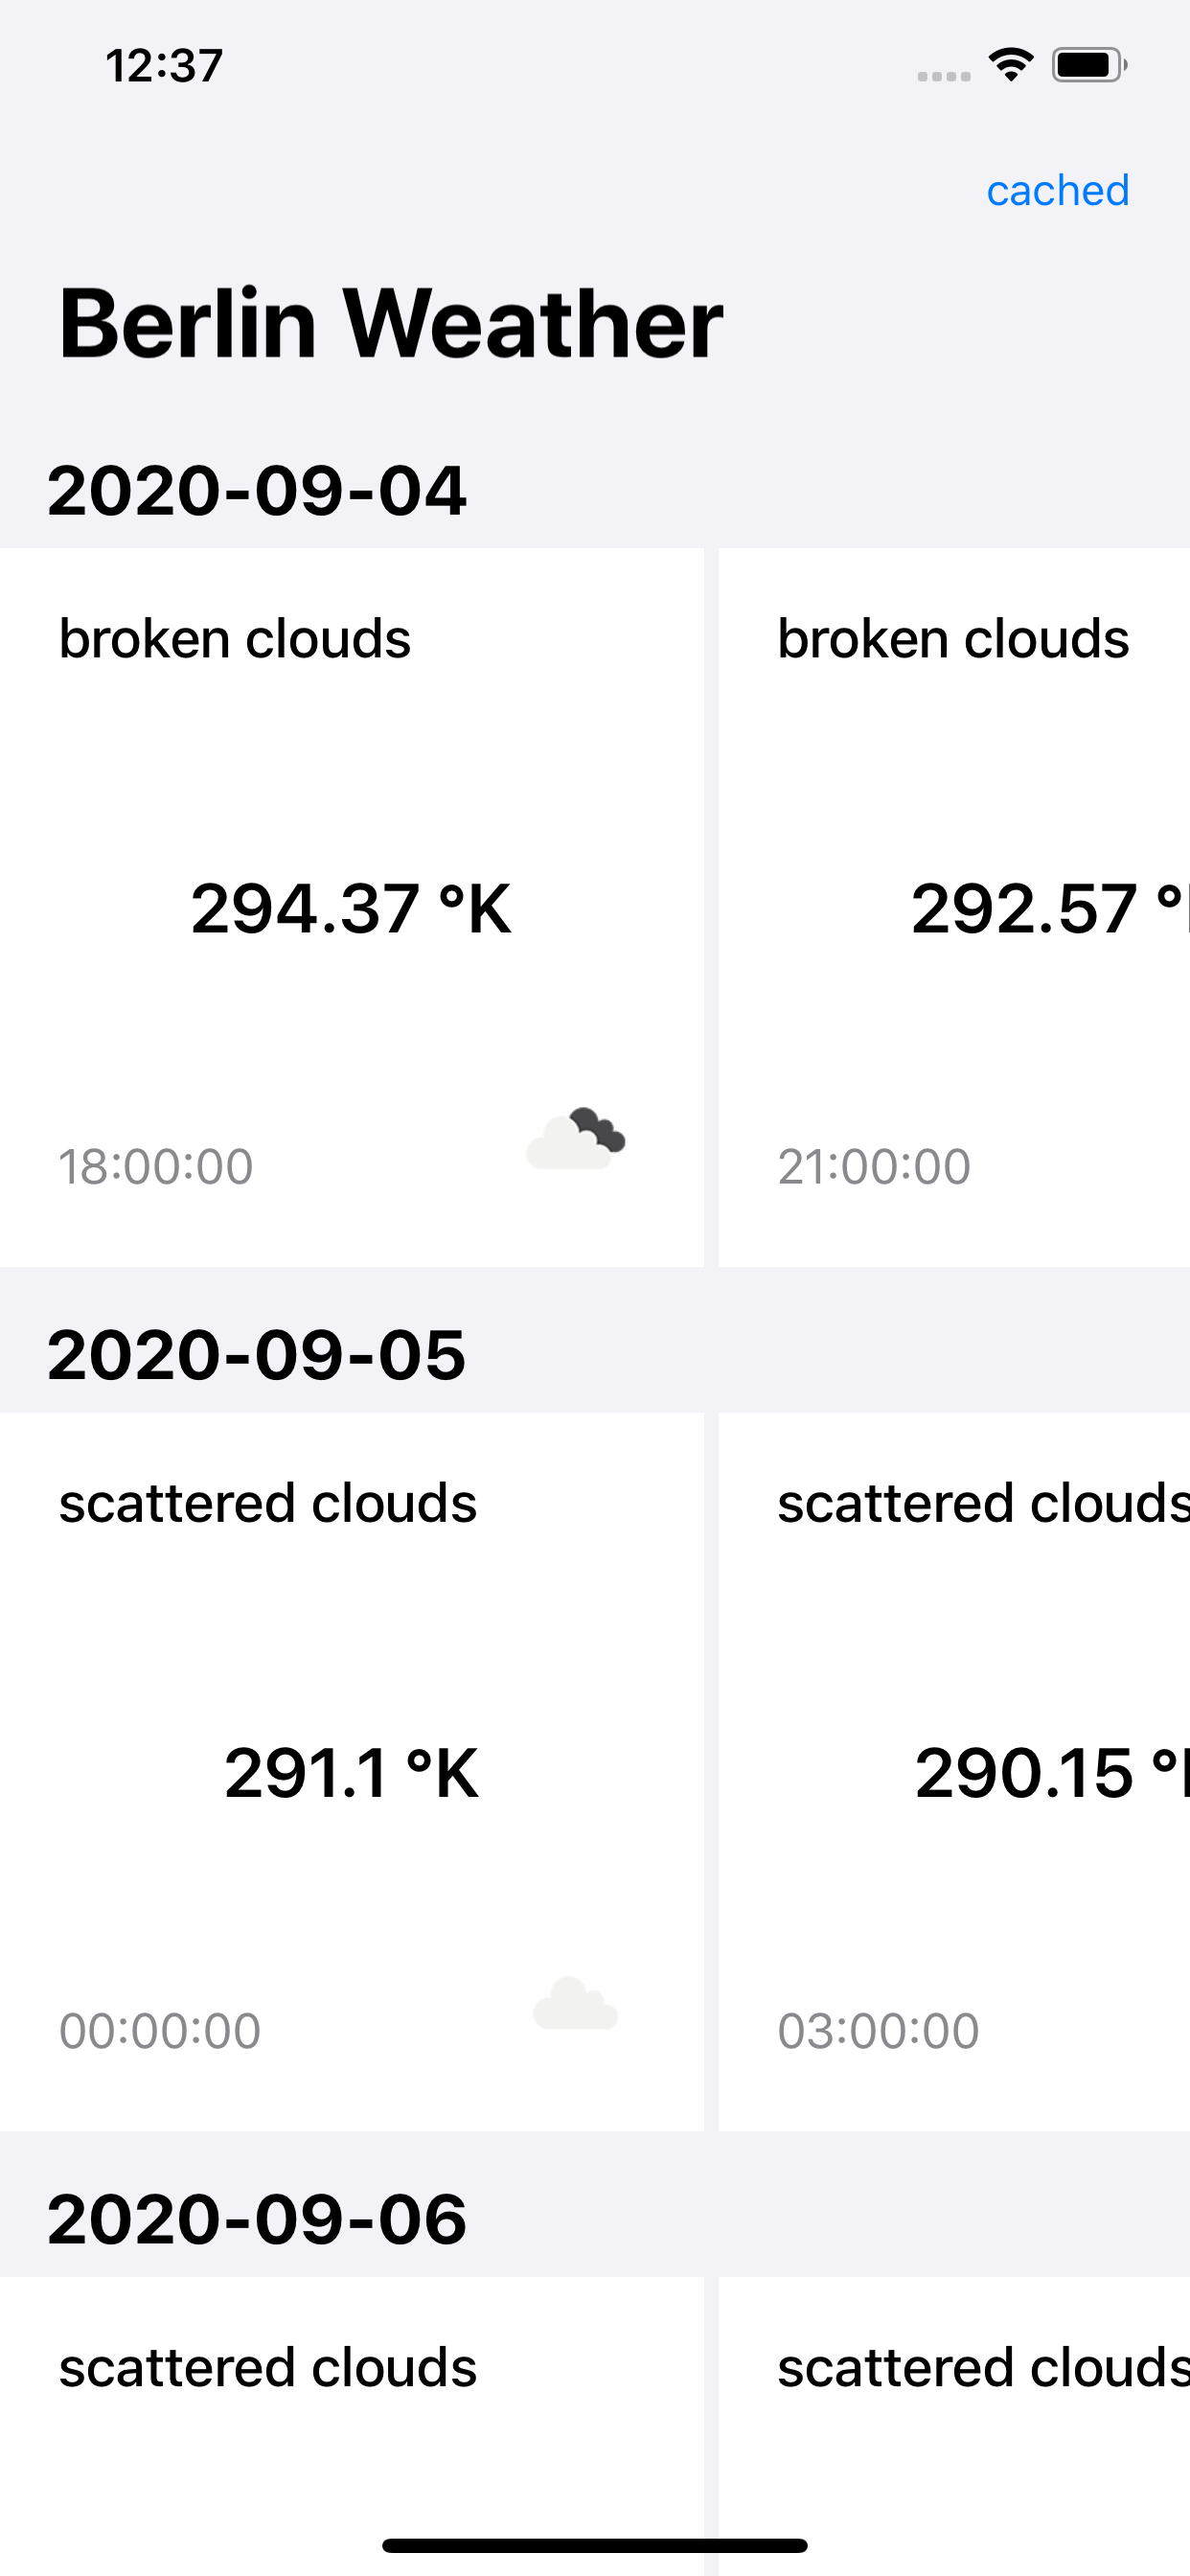 12:37
cached
Berlin Weather
2020-09-04
broken clouds
broken clouds
294.37 °K
292.57 °
18:00:00
21:00:00
2020-09-05
scattered clouds
scattered clouds
291.1 °K
290.15 °
00:00:00
03:00:00
2020-09-06
scattered clouds
scattered clouds